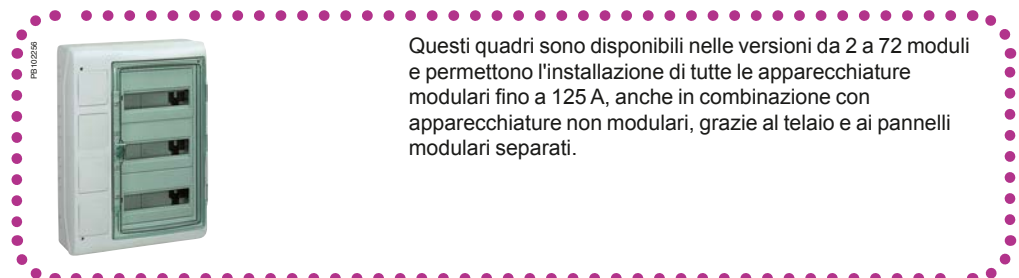 PB102256
Questi quadri sono disponibili nelle versioni da 2 a 72 moduli
e permettono l'installazione di tutte le apparecchiature
modulari fino a 125 A, anche in combinazione con
apparecchiature non modulari, grazie al telaio e ai pannelli
modulari separati.